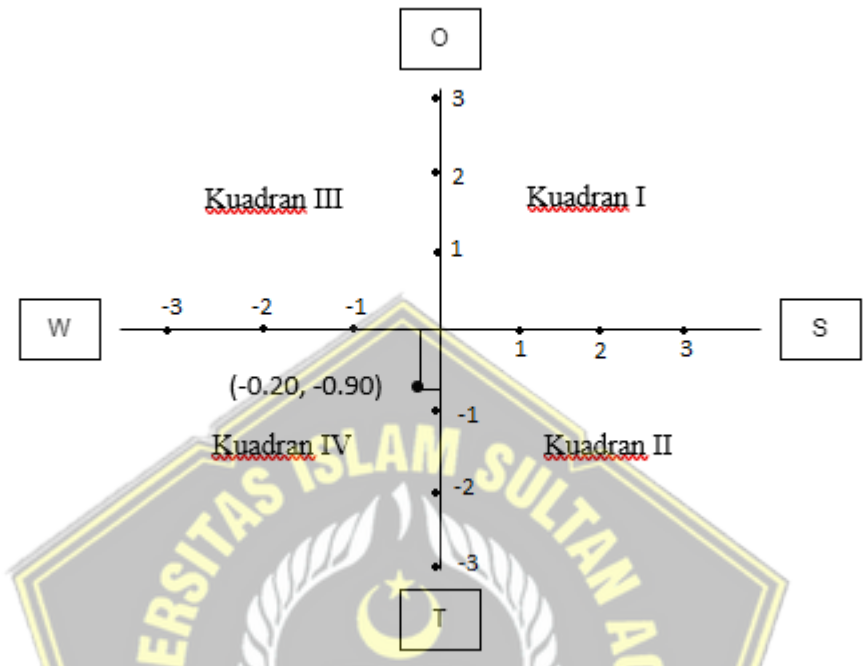 O
3
2
Kuadran III
Kuadran I
1
-3 -2 -1
W
S
1 2 3
(-0.20, -0.90)
-1
Kuadran IV
Kuadran II
-2
-3
T
ISLAM SULTAN